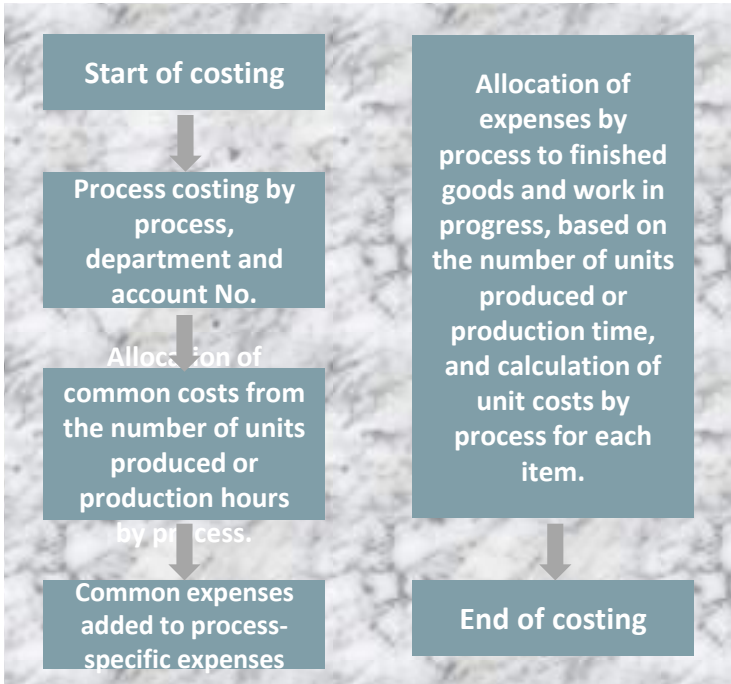 Start of costing
Process costing by
process,
department and
account No.
Allocation of
common costs from
the number of units
produced or
production hours
by process.
Common expenses
added to process-
specific expenses
Allocation of
expenses by
process to finished
goods and work in
progress, based on
the number of units
produced or
production time,
and calculation of
unit costs by
process for each
item.
End of costing